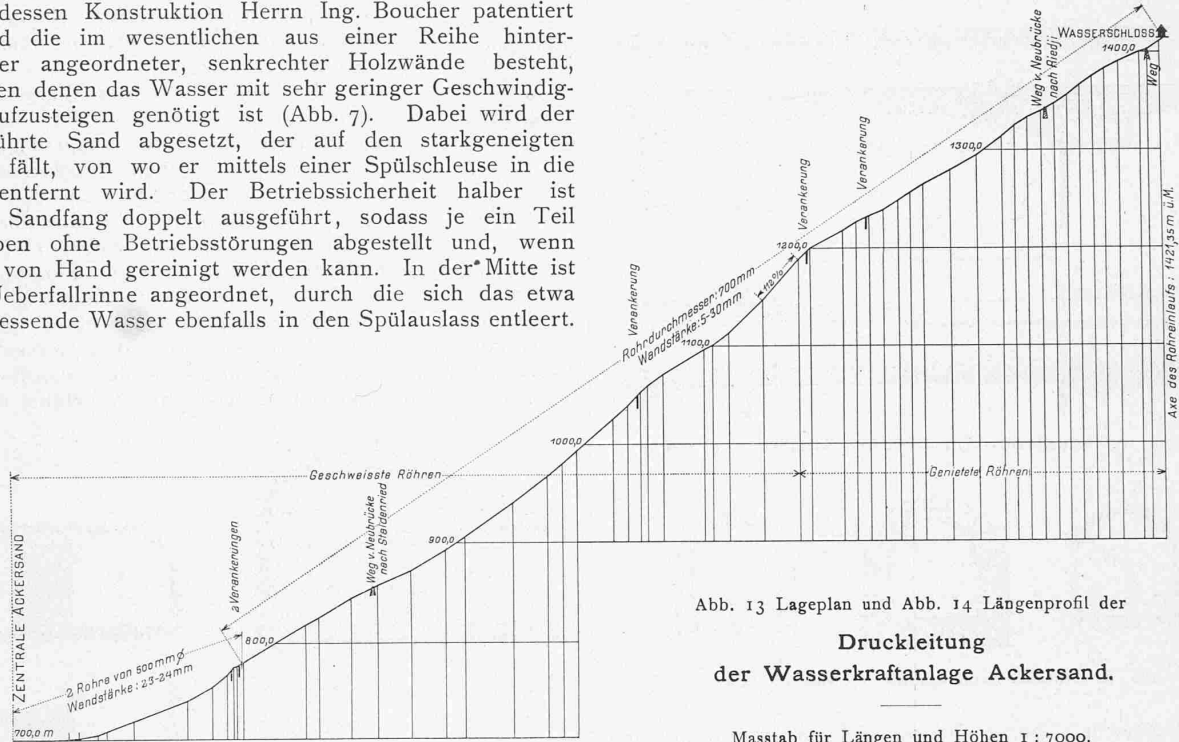 dessen Konstruktion Herrn Ing. Boucher patentiert
d die im wesentlichen aus einer Reihe hinter-
er angeordneter, senkrechter Holzwände besteht,
en denen das Wasser mit sehr geringer Geschwindig-
ufzusteigen genötigt ist (Abb. 7). Dabei wird der
ührte Sand abgesetzt, der auf den starkgeneigten
fällt, von wo er mittels einer Spülschleuse in die
entfernt wird. Der Betriebssicherheit halber ist
Sandfang doppelt ausgeführt, sodass je ein Teil
ben ohne Betriebsstörungen abgestellt und, wenn
von Hand gereinigt werden kann. In der Mitte ist
Ueberfallrinne angeordnet, durch die sich das etwa
essende Wasser ebenfalls in den Spülauslass entleert.
WASSERSCHLOSS
1400,0
Weg
Weg v. Neubrücke
nach Riedji
1300,0
Verankerung
Verankerung
1200,0
112%
Verankerung
Rohrdurchmesser: 700mm
Wandstärke: 5-30mm
1100,0
Axe des Rohreinlaufs: 1421,35 m ü.M.
1000,0
Geschweisste Röhren
Genietete Röhren
900,0
Weg v. Neubrücke
nach Staldenried
2 Verankerungen
800,0
ZENTRALE ACKERSAND
2 Rohre von 500mm ϕ
Wandstärke: 23-24mm
700,0 m
Abb. 13 Lageplan und Abb. 14 Längenprofil der
Druckleitung
der Wasserkraftanlage Ackersand.
Masstab für Längen und Höhen 1 : 7000.